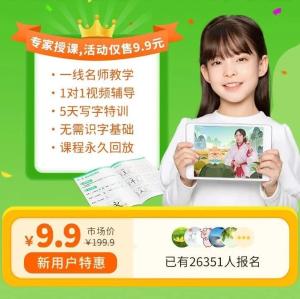 专家授课,活动仅售9.9元
·一线名师教学
·1对1视频辅导
·5天写字特训
·无需识字基础
·课程永久回放
¥9.9
市场价
¥199.9
新用户特惠
已有26351人报名